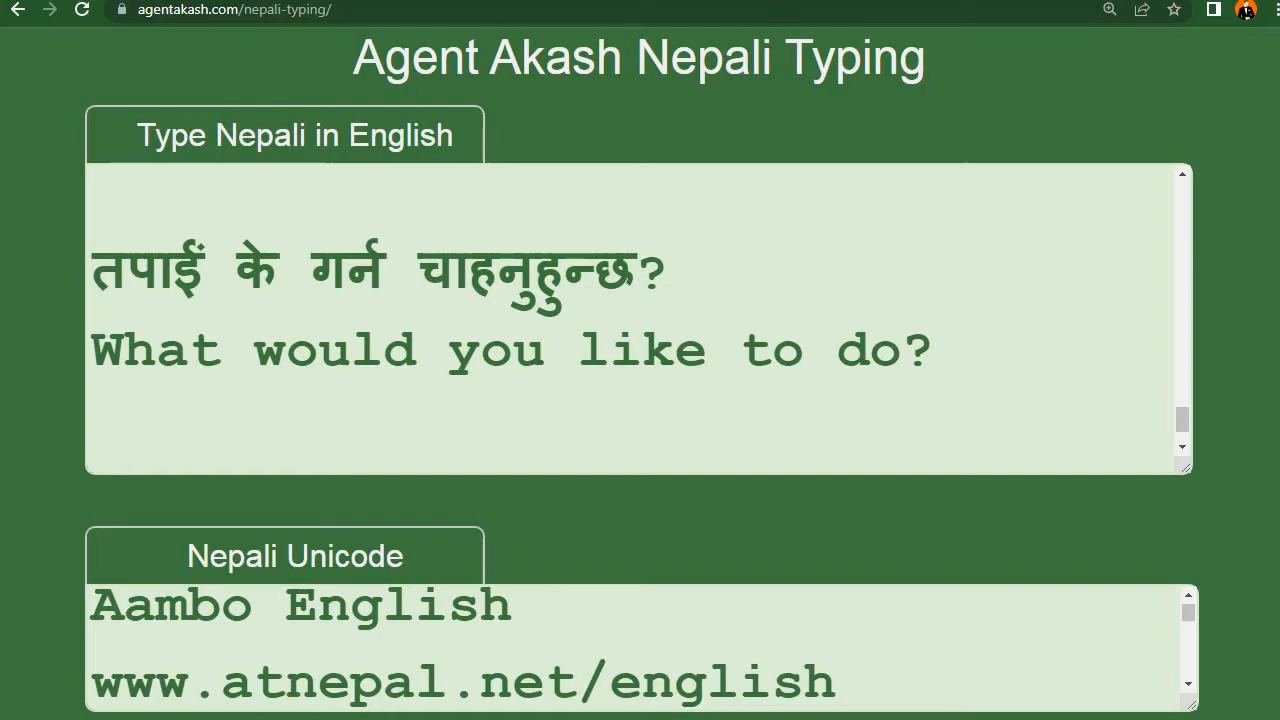 agentakash.com/nepali-typing/
Agent Akash Nepali Typing
Type Nepali in English
तपाईं के गर्न चाहनुहुन्छ?
What would you like to do?
Nepali Unicode
Aambo English
www.atnepal.net/english